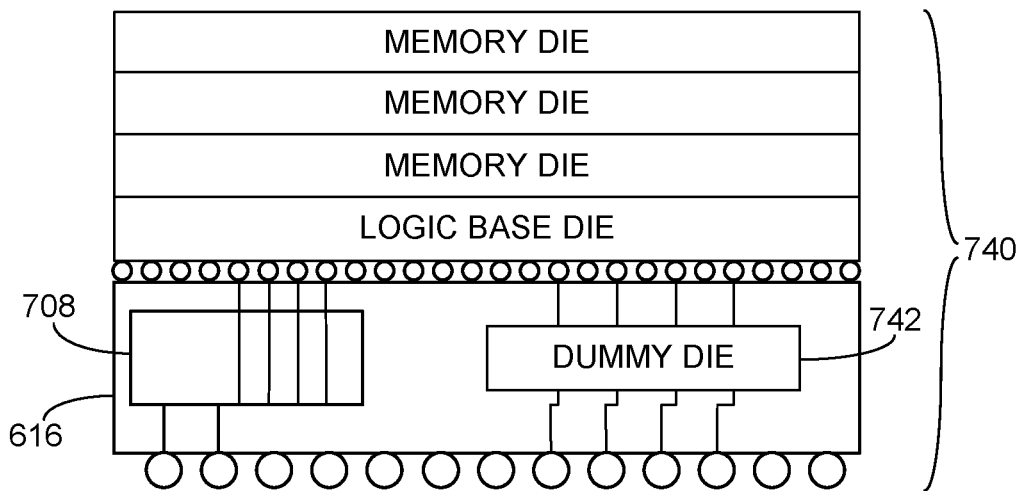 MEMORY DIE
MEMORY DIE
MEMORY DIE
LOGIC BASE DIE
740
708
742
DUMMY DIE
616